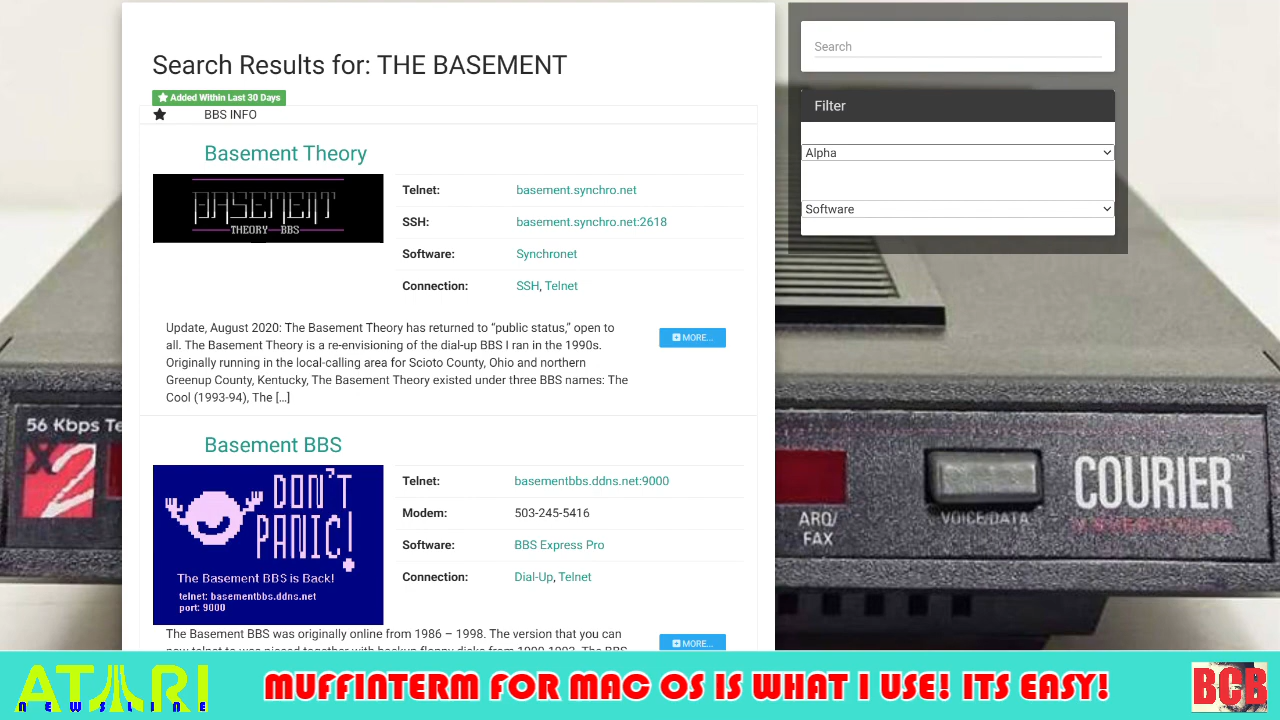 Search Results for: THE BASEMENT
Added Within Last 30 Days
BBS INFO
Basement Theory
BASEMENT
THEORY BBS
Telnet: basement.synchro.net
SSH: basement.synchro.net:2618
Software: Synchronet
Connection: SSH, Telnet
Update, August 2020: The Basement Theory has returned to “public status,” open to
all. The Basement Theory is a re-envisioning of the dial-up BBS I ran in the 1990s.
Originally running in the local-calling area for Scioto County, Ohio and northern
Greenup County, Kentucky, The Basement Theory existed under three BBS names: The
Cool (1993-94), The [...]
MORE...
Basement BBS
DON'T
PANIC!
The Basement BBS is Back!
telnet: basementbbs.ddns.net
port: 9000
Telnet: basementbbs.ddns.net:9000
Modem: 503-245-5416
Software: BBS Express Pro
Connection: Dial-Up, Telnet
The Basement BBS was originally online from 1986 – 1998. The version that you can
MORE...
Search
Filter
Alpha
Software
56 Kbps Te
x2
ARQ/
FAX
VOICE/DATA
COURIER™
ATARI
NEWSLINE
MUFFINTERM FOR MAC OS IS WHAT I USE! ITS EASY!
BCB